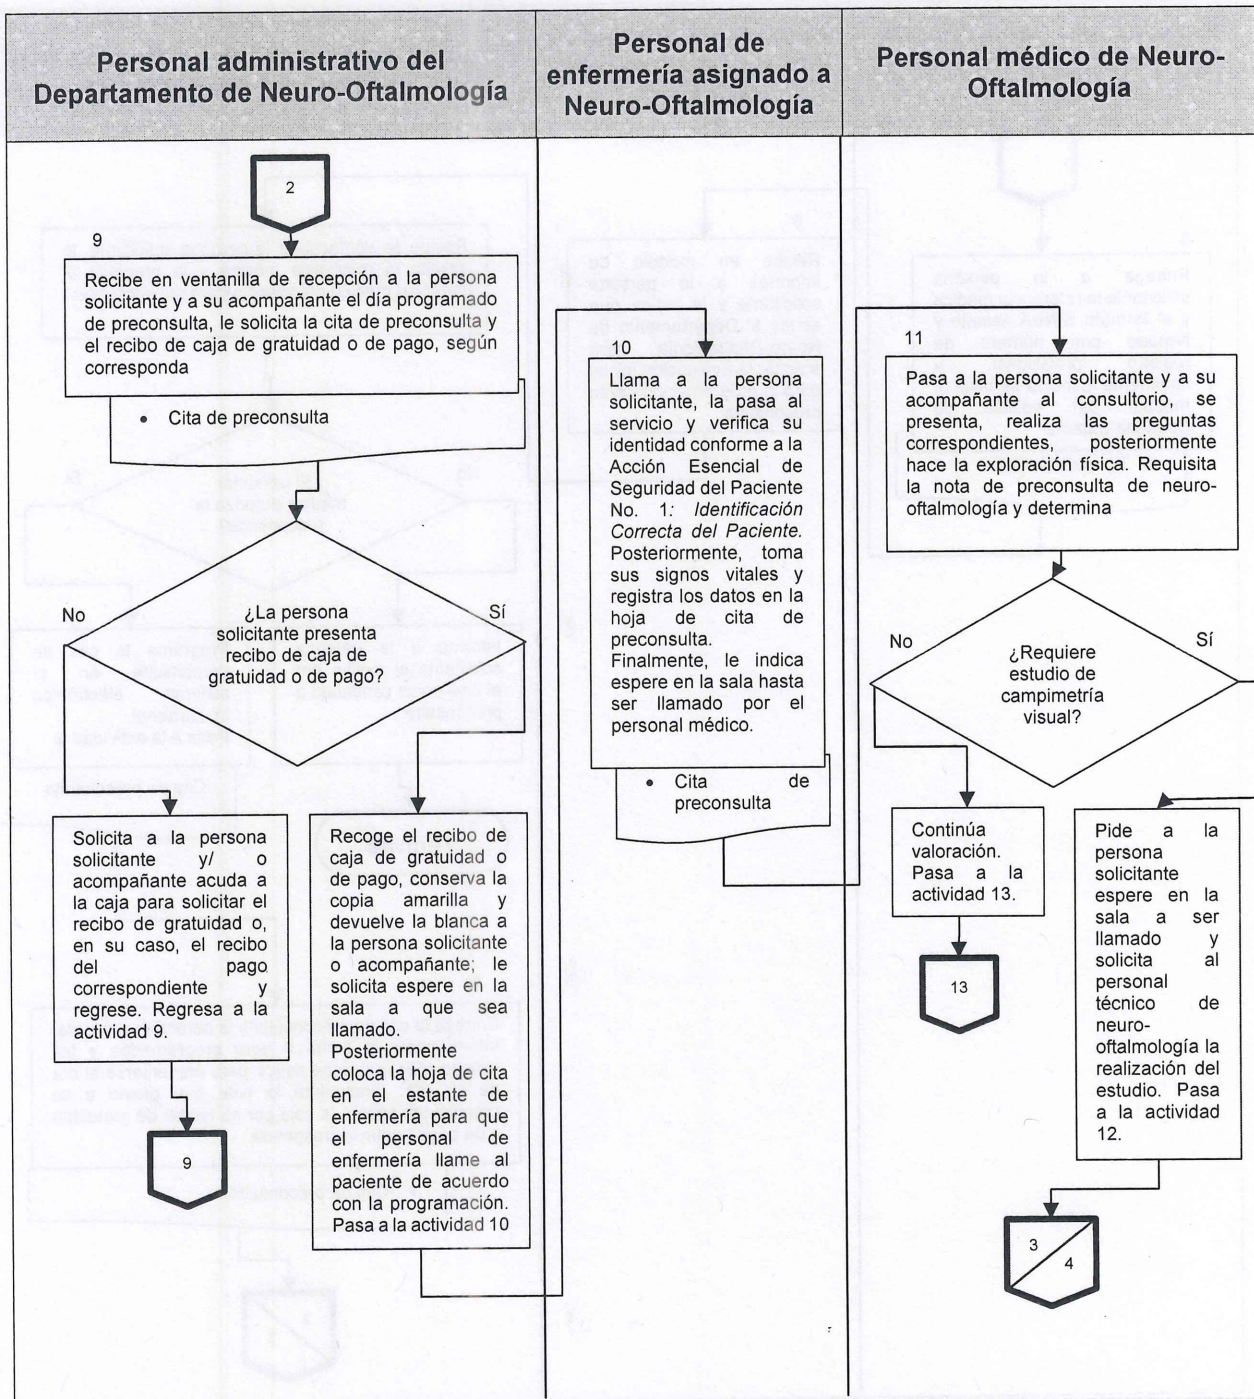 Personal administrativo del
Departamento de Neuro-Oftalmología
Personal de
enfermería asignado a
Neuro-Oftalmología
Personal médico de Neuro-
Oftalmología
2
9
Recibe en ventanilla de recepción a la persona
solicitante y a su acompañante el día programado
de preconsulta, le solicita la cita de preconsulta y
el recibo de caja de gratuidad o de pago, según
corresponda
• Cita de preconsulta
No
¿La persona
solicitante presenta
recibo de caja de
gratuidad o de pago?
Sí
Solicita a la persona
solicitante y/ o
acompañante acuda a
la caja para solicitar el
recibo de gratuidad o,
en su caso, el recibo
del pago
correspondiente y
regrese. Regresa a la
actividad 9.
9
Recoge el recibo de
caja de gratuidad o
de pago, conserva la
copia amarilla y
devuelve la blanca a
la persona solicitante
o acompañante; le
solicita espere en la
sala a que sea
llamado.
Posteriormente
coloca la hoja de cita
en el estante de
enfermería para que
el personal de
enfermería llame al
paciente de acuerdo
con la programación.
Pasa a la actividad 10
10
Llama a la persona
solicitante, la pasa al
servicio y verifica su
identidad conforme a la
Acción Esencial de
Seguridad del Paciente
No. 1: Identificación
Correcta del Paciente.
Posteriormente, toma
sus signos vitales y
registra los datos en la
hoja de cita de
preconsulta.
Finalmente, le indica
espere en la sala hasta
ser llamado por el
personal médico.
• Cita de
preconsulta
11
Pasa a la persona solicitante y a su
acompañante al consultorio, se
presenta, realiza las preguntas
correspondientes, posteriormente
hace la exploración física. Requisita
la nota de preconsulta de neuro-
oftalmología y determina
No
¿Requiere
estudio de
campimetría
visual?
Sí
Continúa
valoración.
Pasa a la
actividad 13.
13
Pide a la
persona
solicitante
espere en la
sala a ser
llamado y
solicita al
personal
técnico de
neuro-
oftalmología la
realización del
estudio. Pasa
a la actividad
12.
3
4